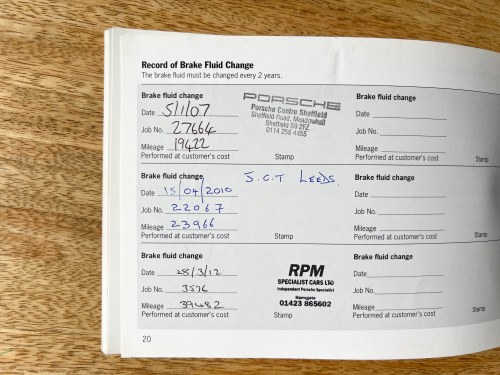 Record of Brake Fluid Change
The brake fluid must be changed every 2 years.
Brake fluid change
Date 5/1/07
Job No. 27664
Mileage 19422
Performed at customer's cost
Stamp
PORSCHE
Porsche Centre Sheffield
Sheffield Road, Meadowhall
Sheffield S9 2FZ
0114 256 4455
Brake fluid change
Date
Job No.
Mileage
Performed at customer's cost
Stamp
Brake fluid change
Date 15/04/2010
Job No. 22067
Mileage 23966
Performed at customer's cost
Stamp
J.C.T. LEEDS.
Brake fluid change
Date
Job No.
Mileage
Performed at customer's cost
Stamp
Brake fluid change
Date 28/3/12
Job No. 3576
Mileage 39482
Performed at customer's cost
Stamp
RPM
SPECIALIST CARS LTD
Independent Porsche Specialist
Harrogate
01423 865602
Brake fluid change
Date
Job No.
Mileage
Performed at customer's cost
Stamp
20